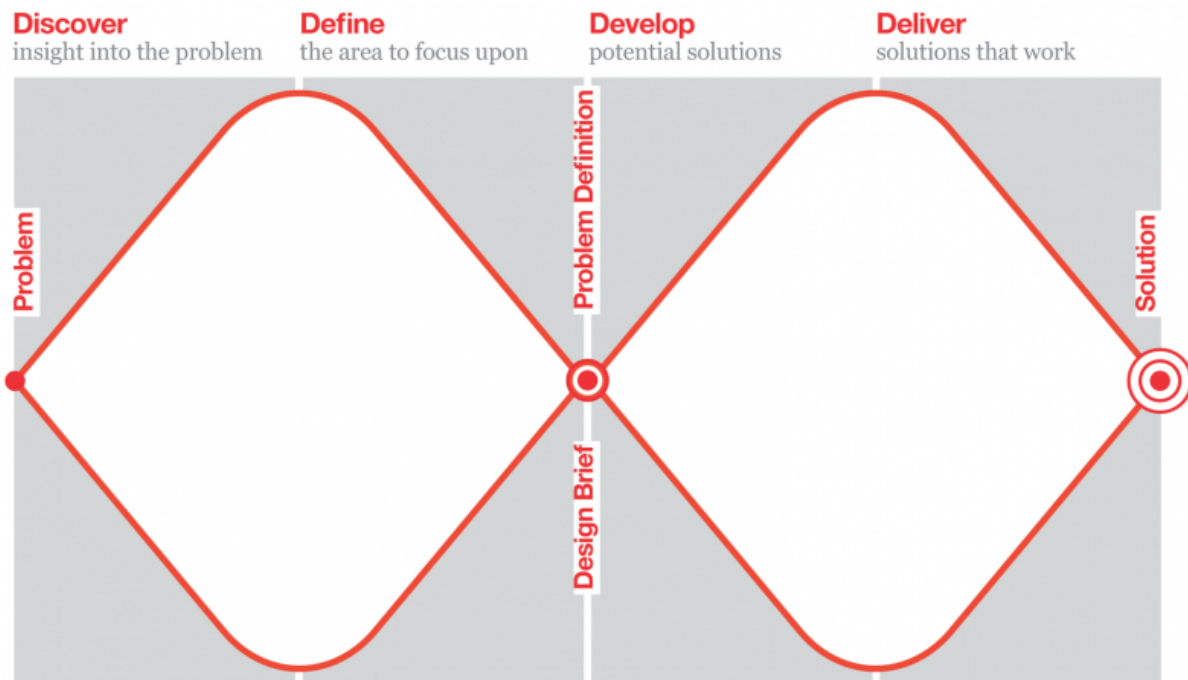 Discover
insight into the problem
Define
the area to focus upon
Develop
potential solutions
Deliver
solutions that work
Problem
Problem Definition
Design Brief
Solution